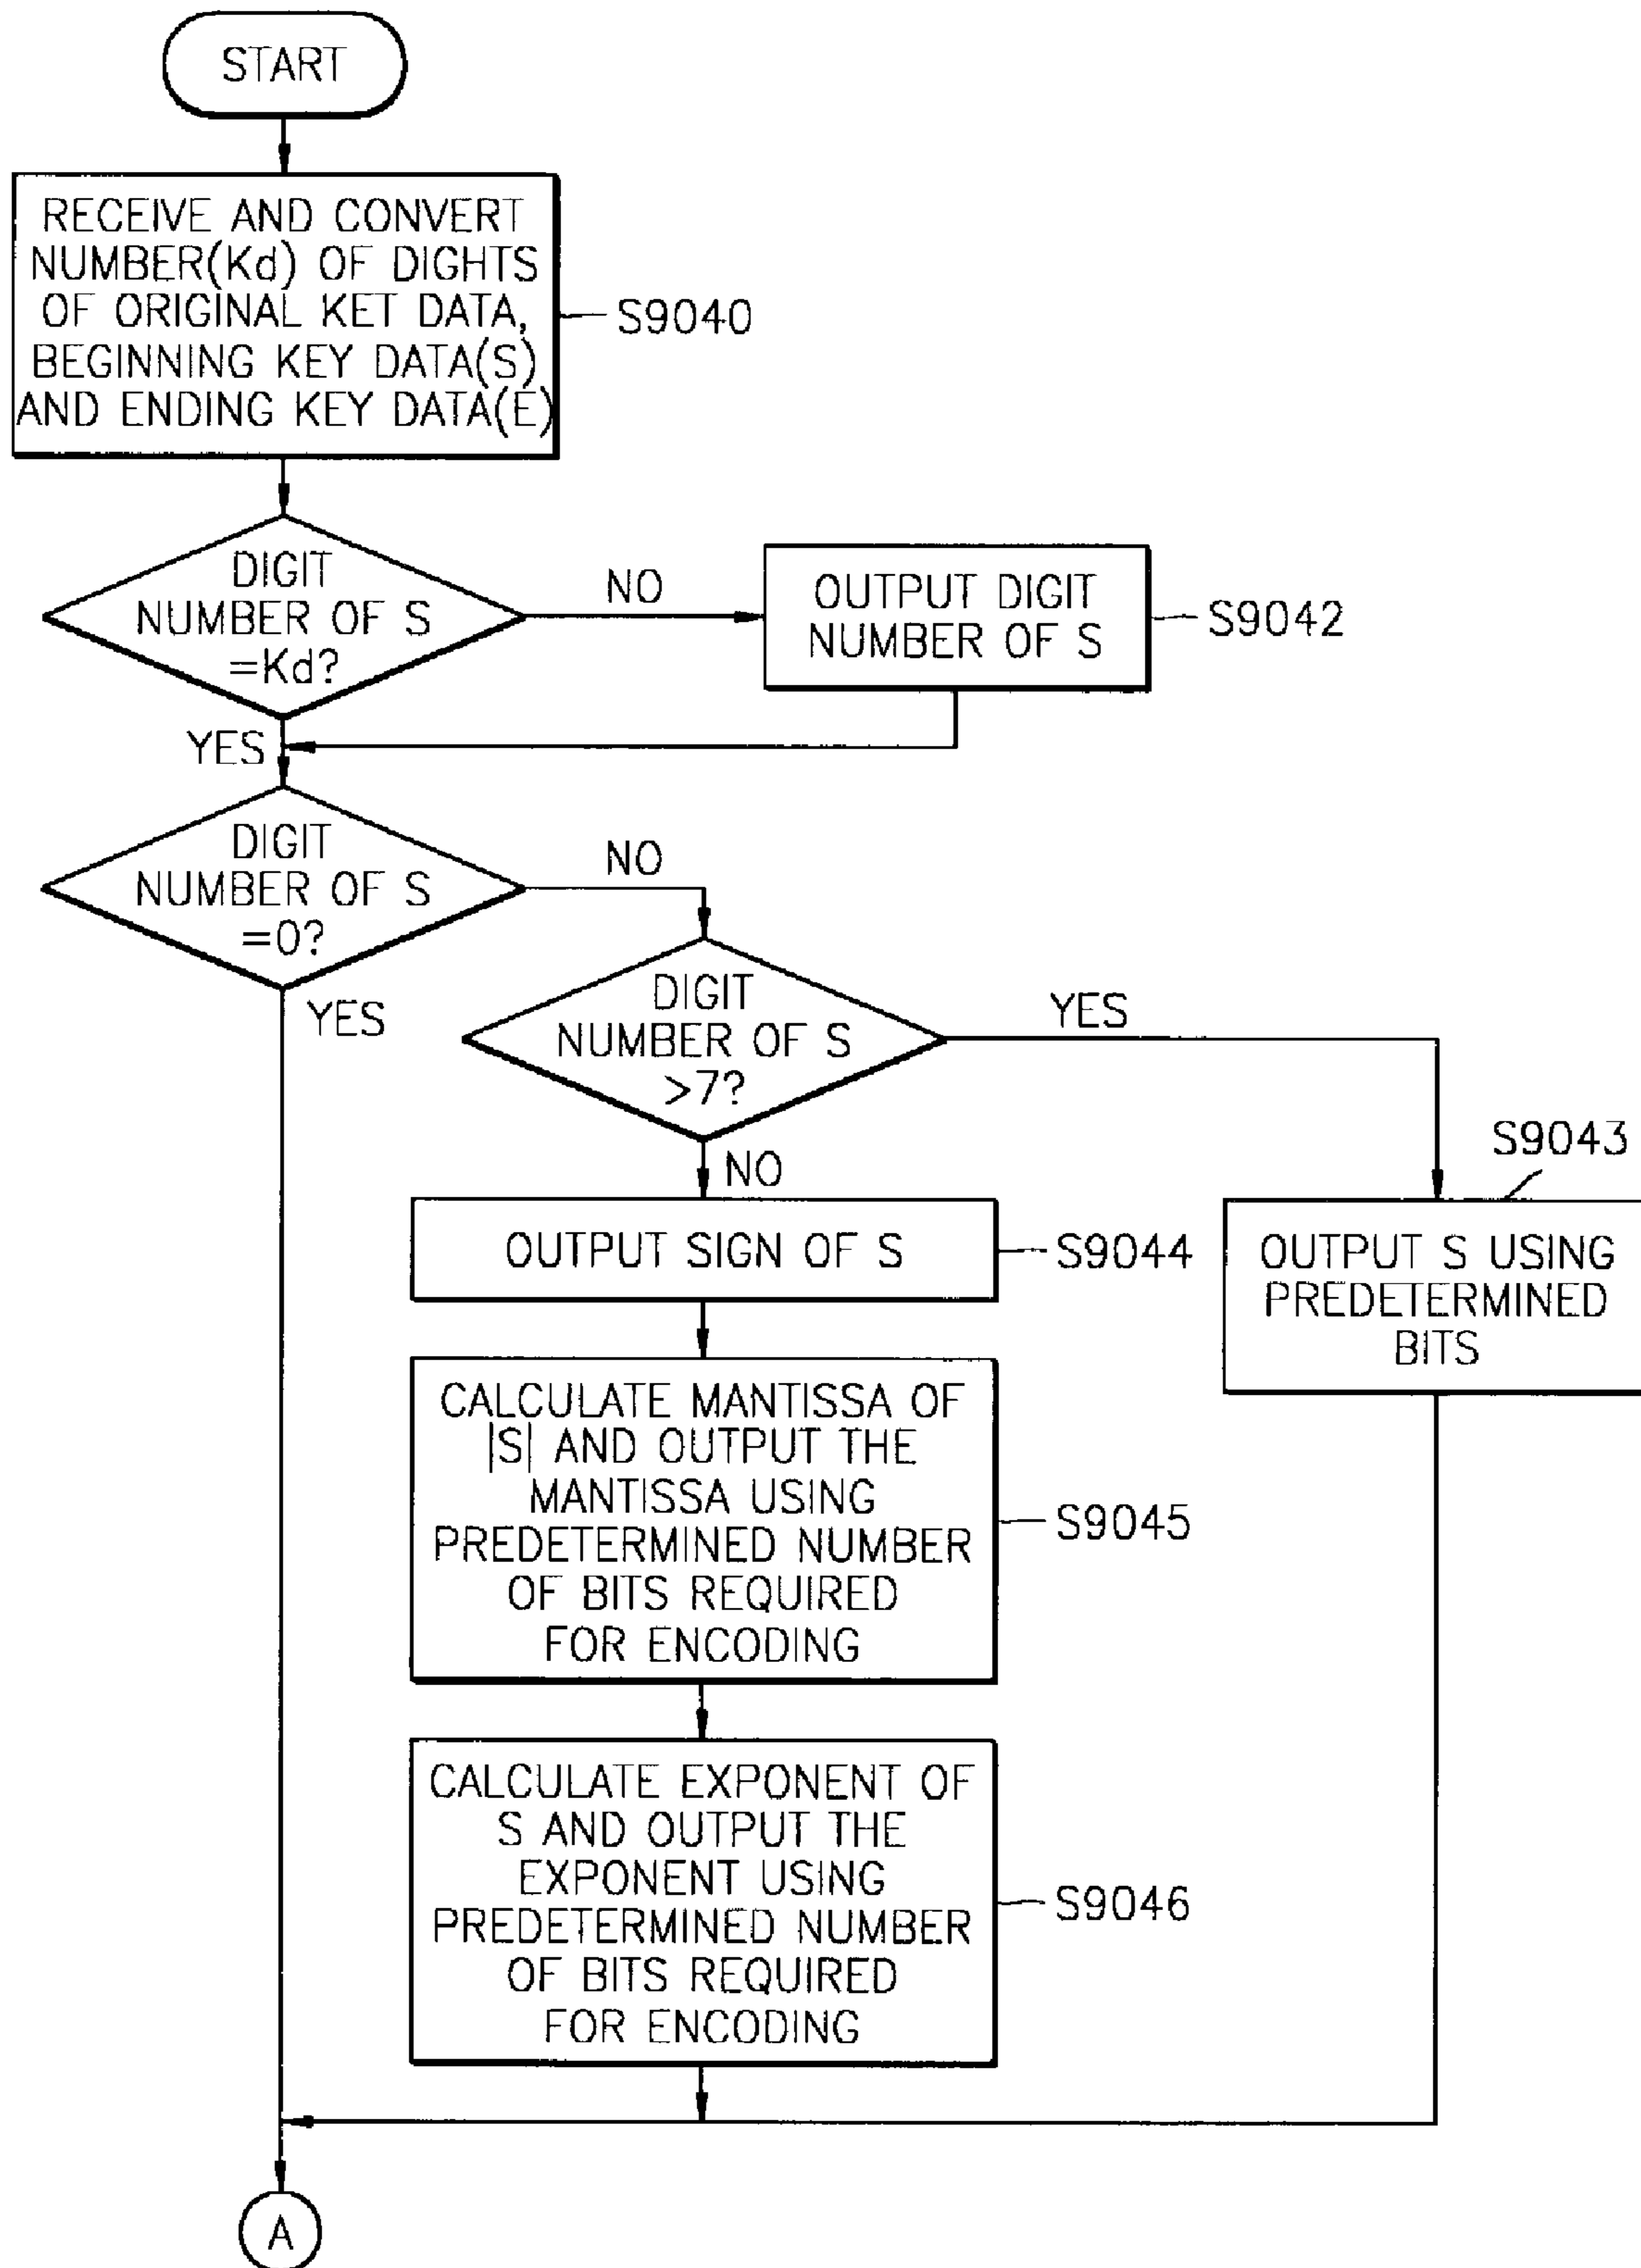 START
RECEIVE AND CONVERT
NUMBER(Kd) OF DIGHTS
OF ORIGINAL KET DATA,
BEGINNING KEY DATA(S)
AND ENDING KEY DATA(E)
S9040
DIGIT
NUMBER OF S
=Kd?
NO
OUTPUT DIGIT
NUMBER OF S
S9042
YES
DIGIT
NUMBER OF S
=0?
NO
YES
DIGIT
NUMBER OF S
>7?
YES
NO
S9043
OUTPUT S USING
PREDETERMINED
BITS
OUTPUT SIGN OF S
S9044
CALCULATE MANTISSA OF
|S| AND OUTPUT THE
MANTISSA USING
PREDETERMINED NUMBER
OF BITS REQUIRED
FOR ENCODING
S9045
CALCULATE EXPONENT OF
S AND OUTPUT THE
EXPONENT USING
PREDETERMINED NUMBER
OF BITS REQUIRED
FOR ENCODING
S9046
A